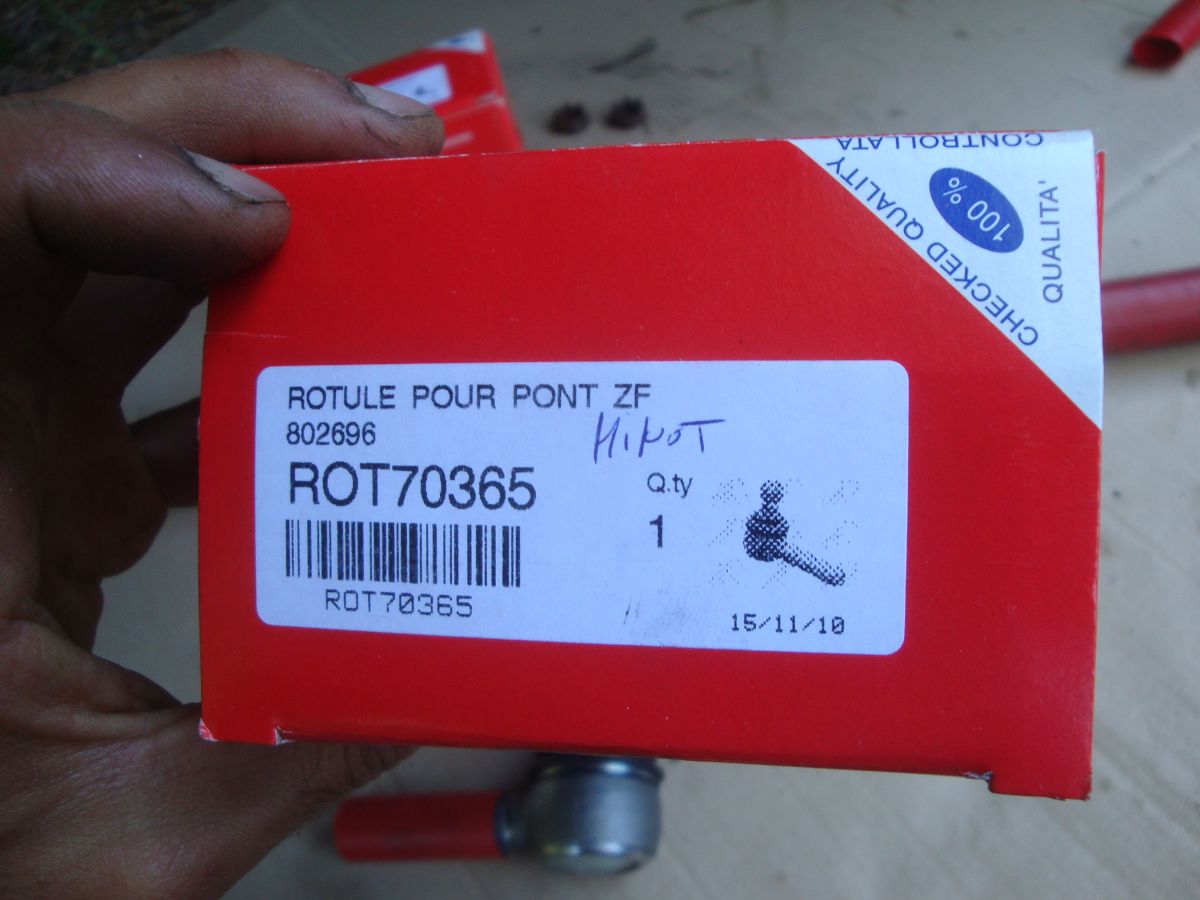 CONTROLLATA
100 %
CHECKED QUALITY
QUALITA'
ROTULE POUR PONT ZF
802696
ROT70365
Q.ty
1
ROT70365
15/11/10